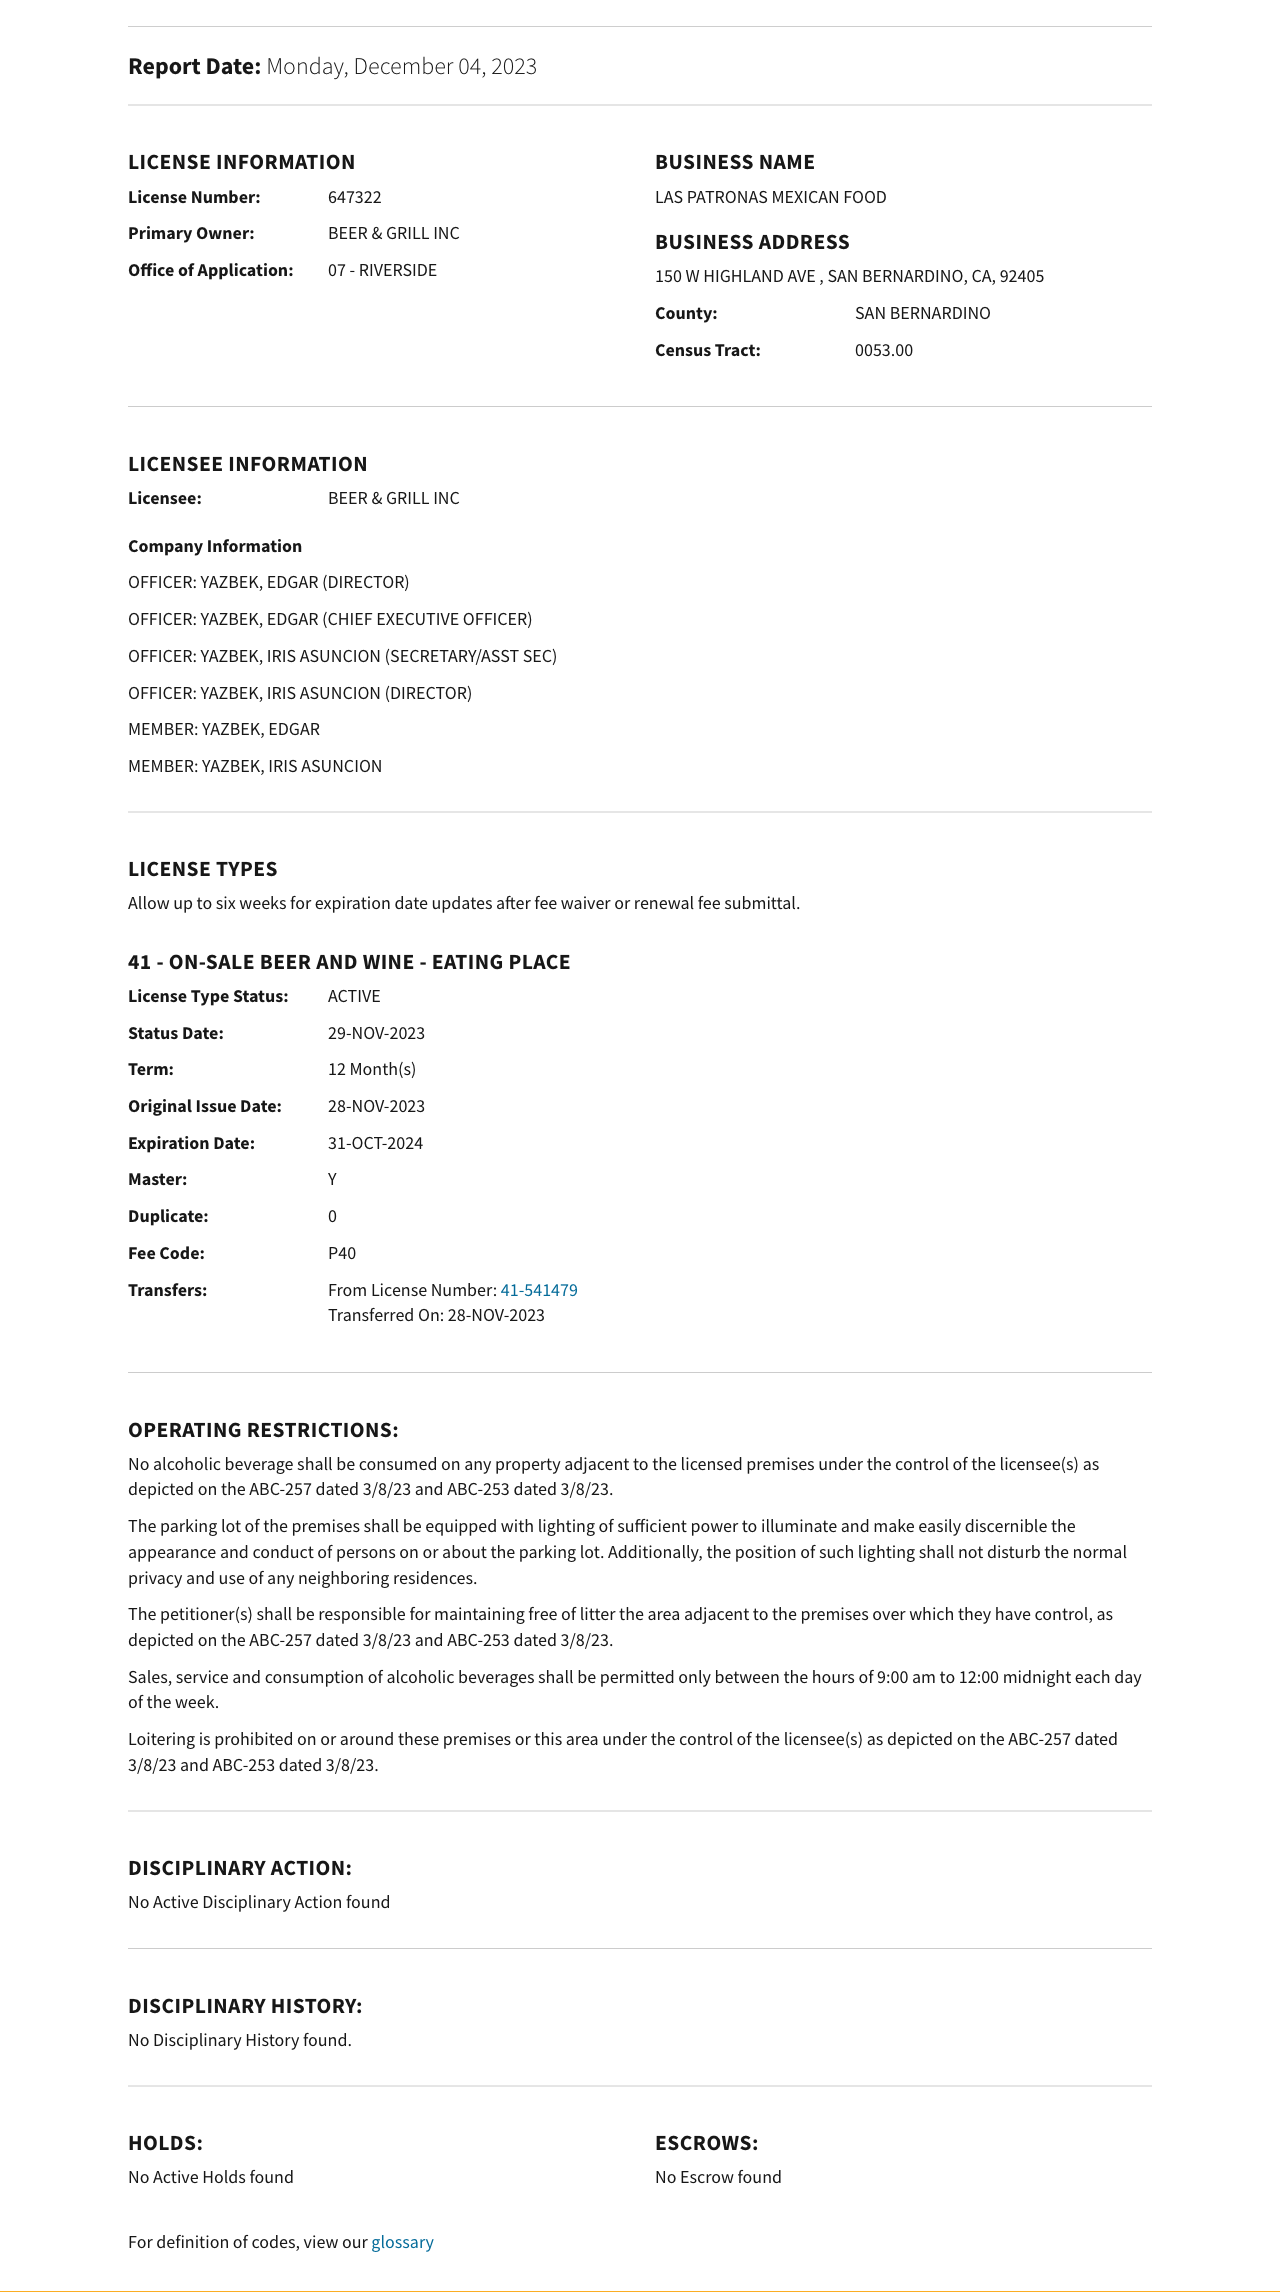 Report Date: Monday, December 04, 2023
LICENSE INFORMATION
License Number: 647322
Primary Owner: BEER & GRILL INC
Office of Application: 07 - RIVERSIDE
BUSINESS NAME
LAS PATRONAS MEXICAN FOOD
BUSINESS ADDRESS
150 W HIGHLAND AVE , SAN BERNARDINO, CA, 92405
County: SAN BERNARDINO
Census Tract: 0053.00
LICENSEE INFORMATION
Licensee: BEER & GRILL INC
Company Information
OFFICER: YAZBEK, EDGAR (DIRECTOR)
OFFICER: YAZBEK, EDGAR (CHIEF EXECUTIVE OFFICER)
OFFICER: YAZBEK, IRIS ASUNCION (SECRETARY/ASST SEC)
OFFICER: YAZBEK, IRIS ASUNCION (DIRECTOR)
MEMBER: YAZBEK, EDGAR
MEMBER: YAZBEK, IRIS ASUNCION
LICENSE TYPES
Allow up to six weeks for expiration date updates after fee waiver or renewal fee submittal.
41 - ON-SALE BEER AND WINE - EATING PLACE
License Type Status: ACTIVE
Status Date: 29-NOV-2023
Term: 12 Month(s)
Original Issue Date: 28-NOV-2023
Expiration Date: 31-OCT-2024
Master: Y
Duplicate: 0
Fee Code: P40
Transfers: From License Number: 41-541479
Transferred On: 28-NOV-2023
OPERATING RESTRICTIONS:
No alcoholic beverage shall be consumed on any property adjacent to the licensed premises under the control of the licensee(s) as
depicted on the ABC-257 dated 3/8/23 and ABC-253 dated 3/8/23.
The parking lot of the premises shall be equipped with lighting of sufficient power to illuminate and make easily discernible the
appearance and conduct of persons on or about the parking lot. Additionally, the position of such lighting shall not disturb the normal
privacy and use of any neighboring residences.
The petitioner(s) shall be responsible for maintaining free of litter the area adjacent to the premises over which they have control, as
depicted on the ABC-257 dated 3/8/23 and ABC-253 dated 3/8/23.
Sales, service and consumption of alcoholic beverages shall be permitted only between the hours of 9:00 am to 12:00 midnight each day
of the week.
Loitering is prohibited on or around these premises or this area under the control of the licensee(s) as depicted on the ABC-257 dated
3/8/23 and ABC-253 dated 3/8/23.
DISCIPLINARY ACTION:
No Active Disciplinary Action found
DISCIPLINARY HISTORY:
No Disciplinary History found.
HOLDS:
No Active Holds found
ESCROWS:
No Escrow found
For definition of codes, view our glossary